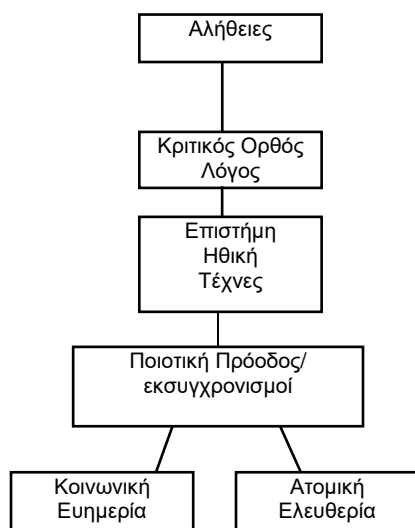 Αλήθειες
Κριτικός Ορθός
Λόγος
Επιστήμη
Ηθική
Τέχνες
Ποιοτική Πρόοδος/
εκσυγχρονισμοί
Κοινωνική
Ευημερία
Ατομική
Ελευθερία